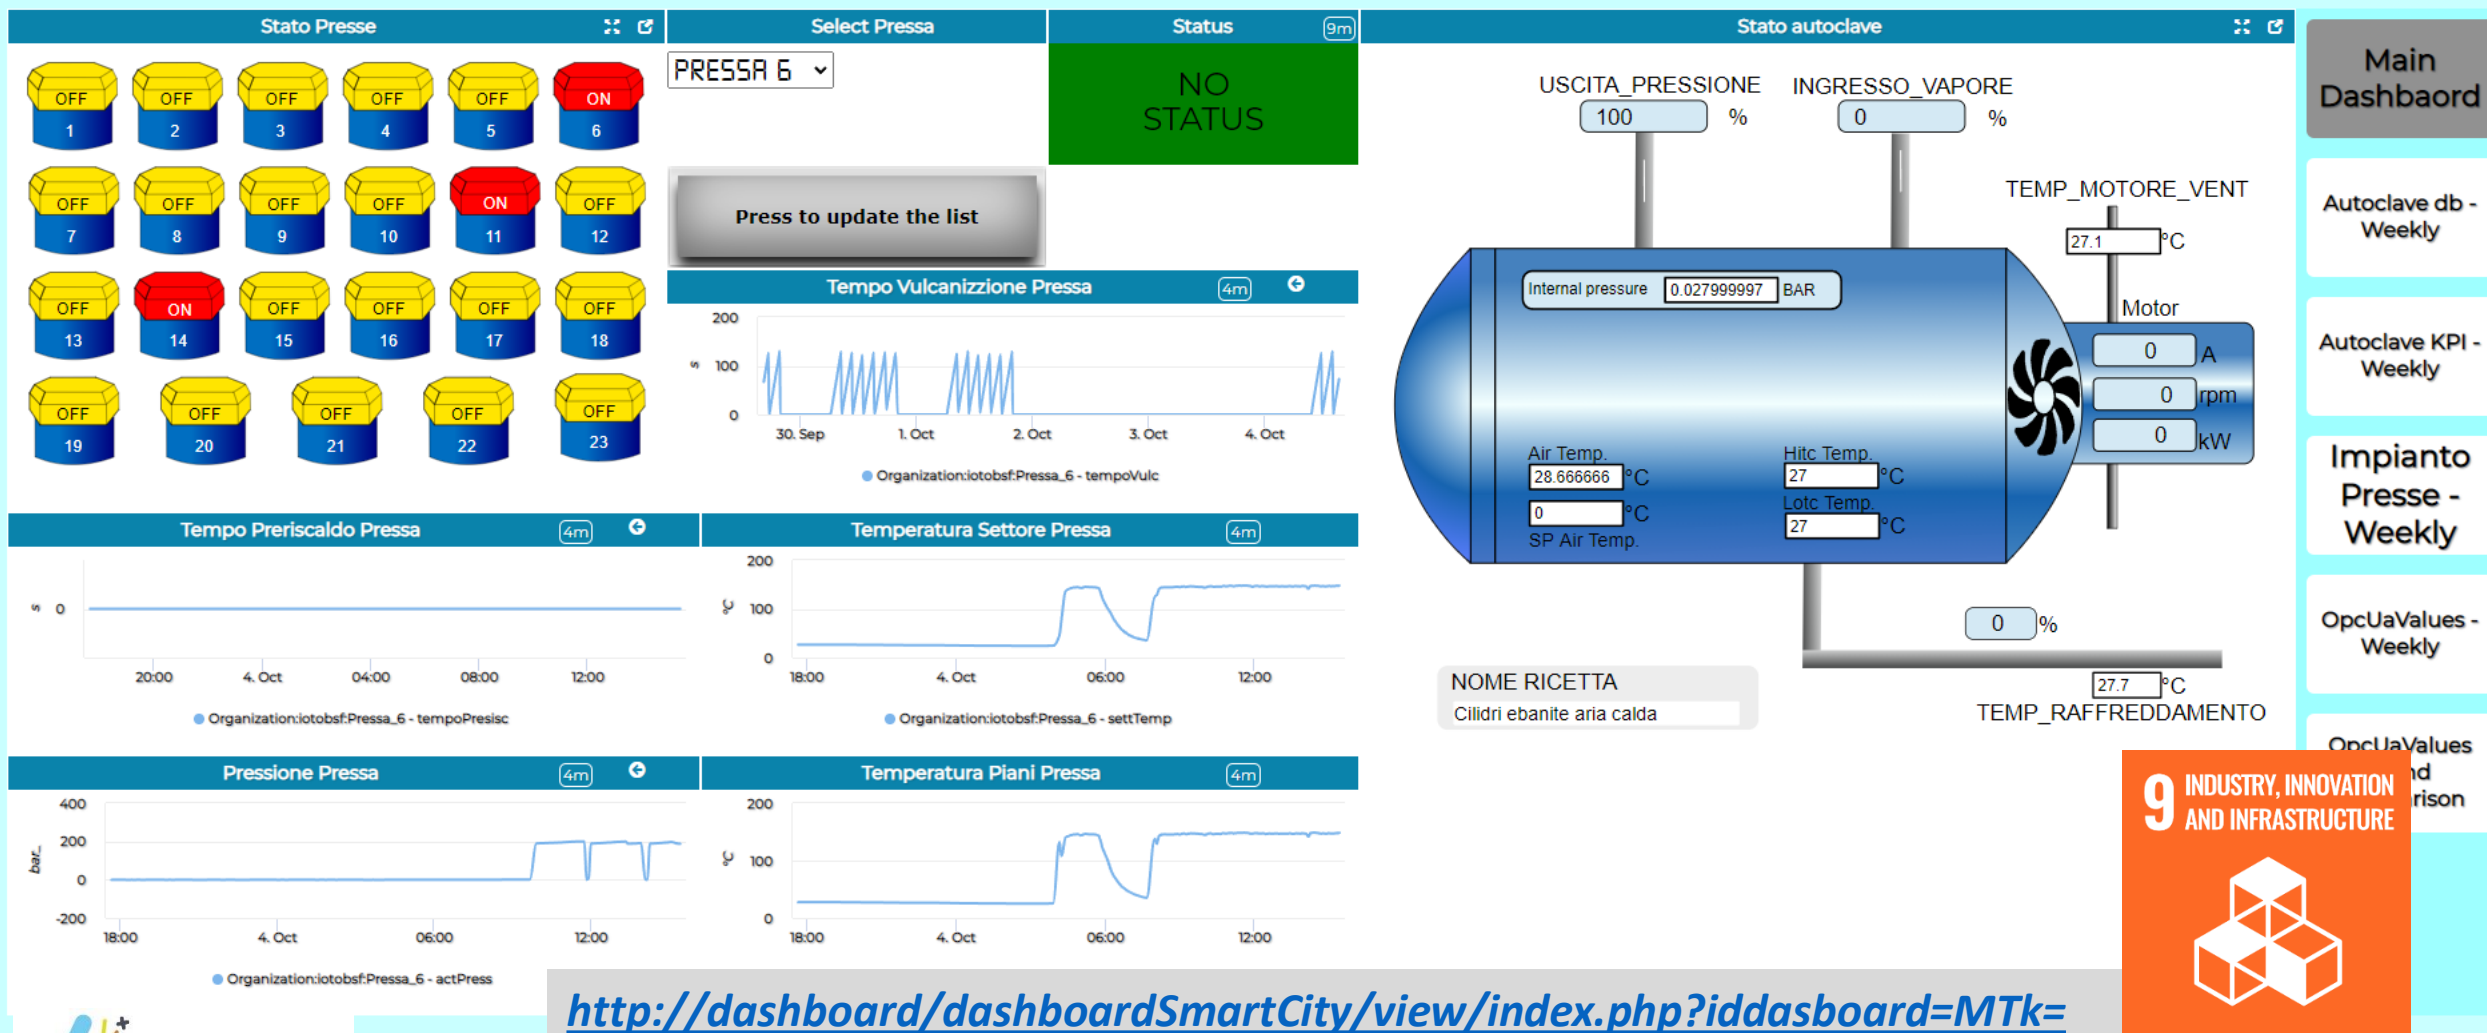 Stato Presse
OFF
1
OFF
2
OFF
3
OFF
4
OFF
5
ON
6
OFF
7
OFF
8
OFF
9
OFF
10
ON
11
OFF
12
OFF
13
ON
14
OFF
15
OFF
16
OFF
17
OFF
18
OFF
19
OFF
20
OFF
21
OFF
22
OFF
23
Select Pressa
PRESSA 6
Press to update the list
Status
9m
NO
STATUS
Tempo Vulcanizzione Pressa
4m
200
100
0
s
30. Sep
1. Oct
2. Oct
3. Oct
4. Oct
Organization:iotobsf:Pressa_6 - tempoVulc
Tempo Preriscaldo Pressa
4m
s
0
20:00
4. Oct
04:00
08:00
12:00
Organization:iotobsf:Pressa_6 - tempoPresisc
Temperatura Settore Pressa
4m
200
100
0
°C
18:00
4. Oct
06:00
12:00
Organization:iotobsf:Pressa_6 - settTemp
Pressione Pressa
4m
400
200
0
-200
bar_
18:00
4. Oct
06:00
12:00
Organization:iotobsf:Pressa_6 - actPress
Temperatura Piani Pressa
4m
200
100
0
°C
18:00
4. Oct
06:00
12:00
Stato autoclave
USCITA_PRESSIONE
100 %
INGRESSO_VAPORE
0 %
TEMP_MOTORE_VENT
27.1 °C
Motor
0 A
0 rpm
0 kW
Internal pressure 0.027999997 BAR
Air Temp.
28.666666 °C
0 °C
SP Air Temp.
Hitc Temp.
27 °C
Lotc Temp.
27 °C
0 %
27.7 °C
TEMP_RAFFREDDAMENTO
NOME RICETTA
Cilidri ebanite aria calda
Main
Dashbaord
Autoclave db -
Weekly
Autoclave KPI -
Weekly
Impianto
Presse -
Weekly
OpcUaValues -
Weekly
OpcUaValues
9 INDUSTRY, INNOVATION
AND INFRASTRUCTURE
http://dashboard/dashboardSmartCity/view/index.php?iddasboard=MTk=